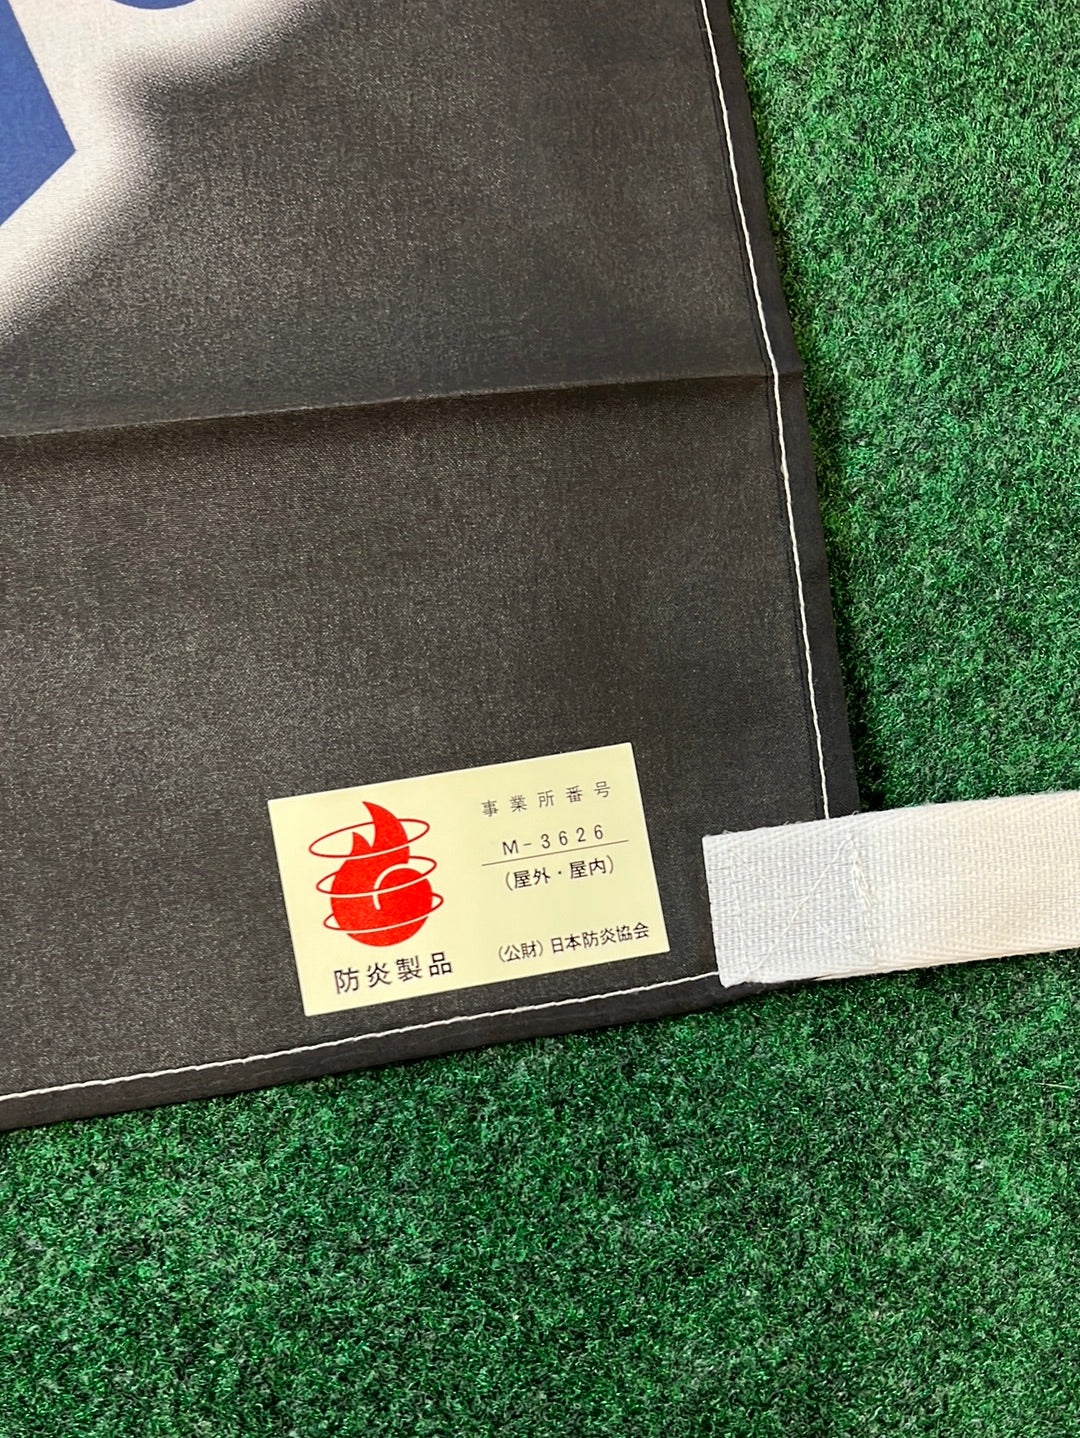 事業所番号
M-3626
(屋外・屋内)
(公財)日本防炎協会
防炎製品